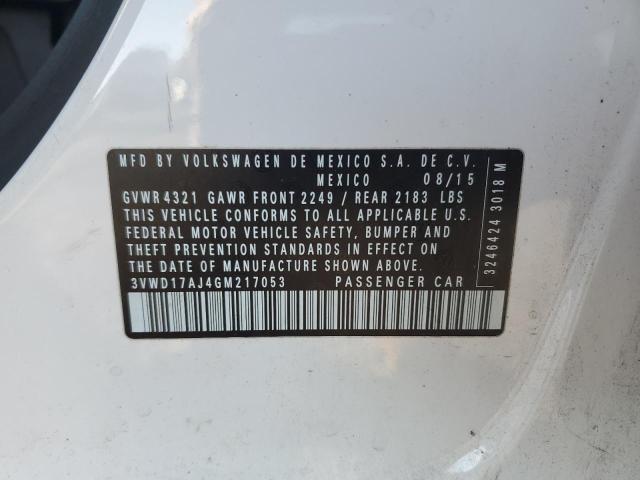 MFD BY VOLKSWAGEN DE MEXICO S.A. DE C.V.
MEXICO 08/15
GVWR 4321 GAWR FRONT 2249 / REAR 2183 LBS
THIS VEHICLE CONFORMS TO ALL APPLICABLE U.S.
FEDERAL MOTOR VEHICLE SAFETY, BUMPER AND
THEFT PREVENTION STANDARDS IN EFFECT ON
THE DATE OF MANUFACTURE SHOWN ABOVE.
3VWD17AJ4GM217053 PASSENGER CAR
3246424 3018 M